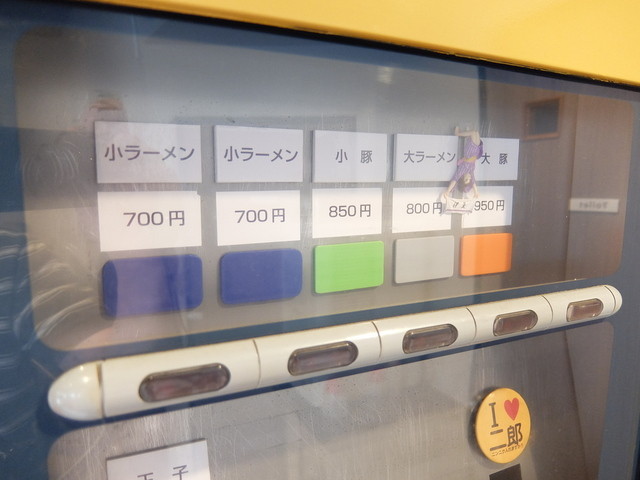 小ラーメン
小ラーメン
小 豚
大ラーメン
大 豚
700円
700円
850円
800円
950円
I ♥
二郎
玉 子